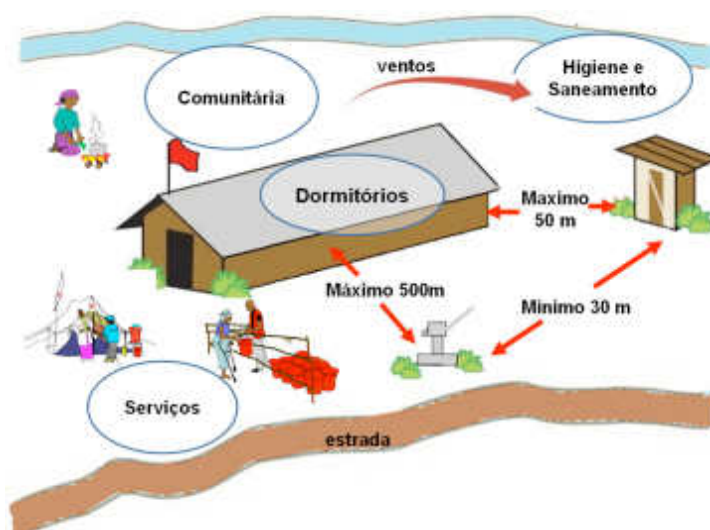 ventos
Higiene e
Saneamento
Comunitária
Dormitórios
Maximo
50 m
Máximo 500m
Minimo 30 m
Serviços
estrada